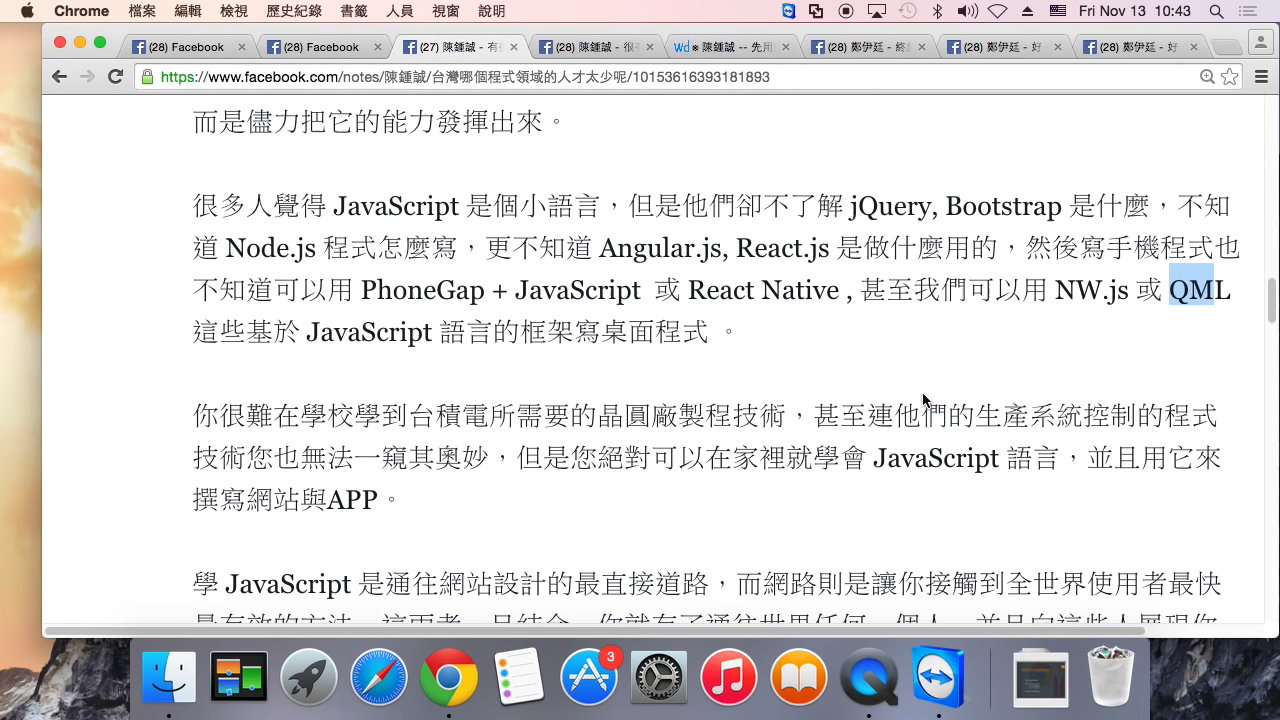 Chrome 檔案 編輯 檢視 歷史紀錄 書籤 人員 視窗 說明 Fri Nov 13 10:43
(28) Facebook
(28) Facebook
(27) 陳鍾誠 - 有
(28) 陳鍾誠 - 很
陳鍾誠 -- 先用
(28) 鄭伊廷 - 終
(28) 鄭伊廷 - 好
(28) 鄭伊廷 - 好
https://www.facebook.com/notes/陳鍾誠/台灣哪個程式領域的人才太少呢/10153616393181893
而是儘力把它的能力發揮出來。
很多人覺得 JavaScript 是個小語言，但是他們卻不了解 jQuery, Bootstrap 是什麼，不知
道 Node.js 程式怎麼寫，更不知道 Angular.js, React.js 是做什麼用的，然後寫手機程式也
不知道可以用 PhoneGap + JavaScript 或 React Native , 甚至我們可以用 NW.js 或 QML
這些基於 JavaScript 語言的框架寫桌面程式 。
你很難在學校學到台積電所需要的晶圓廠製程技術，甚至連他們的生產系統控制的程式
技術您也無法一窺其奧妙，但是您絕對可以在家裡就學會 JavaScript 語言，並且用它來
撰寫網站與APP。
學 JavaScript 是通往網站設計的最直接道路，而網路則是讓你接觸到全世界使用者最快
3